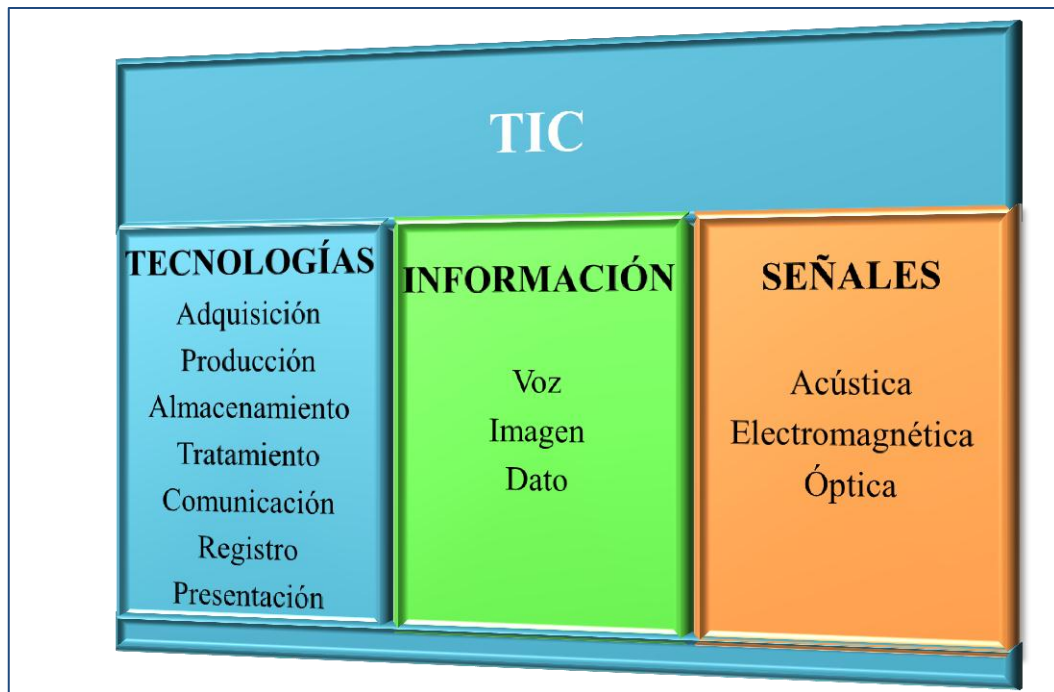 TIC
TECNOLOGÍAS
Adquisición
Producción
Almacenamiento
Tratamiento
Comunicación
Registro
Presentación
INFORMACIÓN
Voz
Imagen
Dato
SEÑALES
Acústica
Electromagnética
Óptica